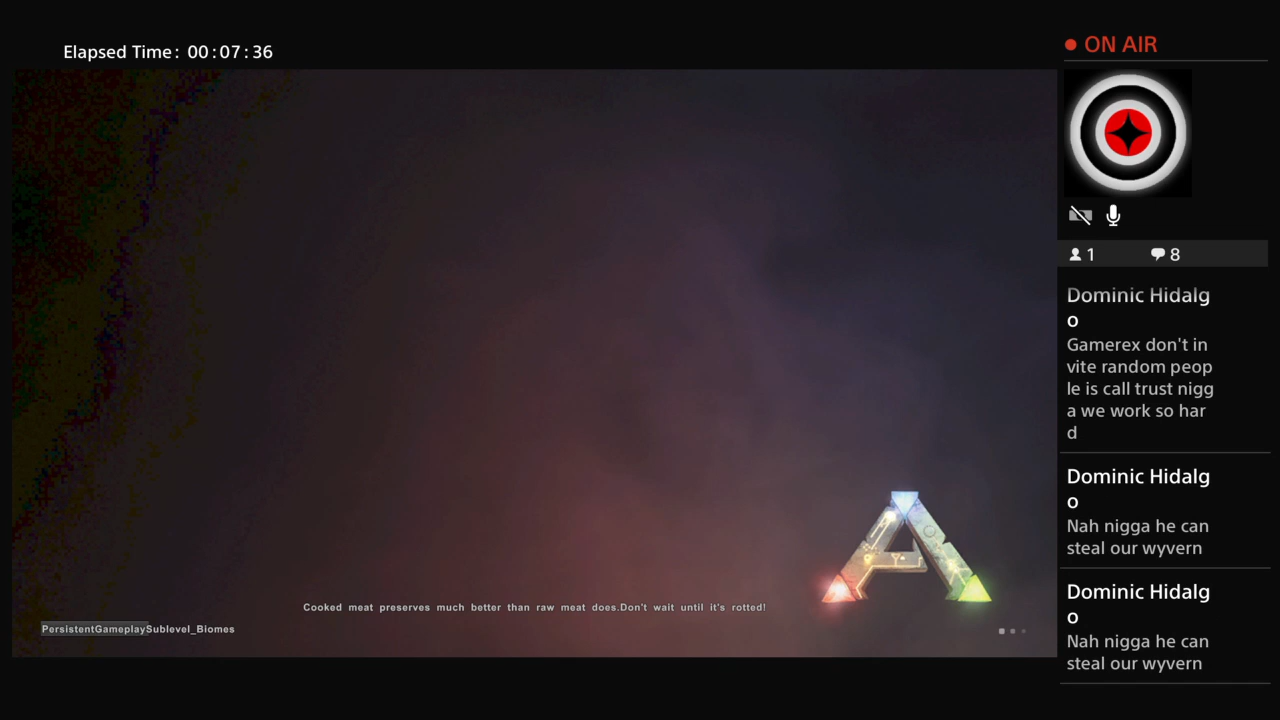 Elapsed Time: 00:07:36
ON AIR
1
8
Dominic Hidalg
o
Gamerex don't in
vite random peop
le is call trust nigg
a we work so har
d
Dominic Hidalg
o
Nah nigga he can
steal our wyvern
Dominic Hidalg
o
Nah nigga he can
steal our wyvern
Cooked meat preserves much better than raw meat does.Don't wait until it's rotted!
PersistentGameplaySublevel_Biomes